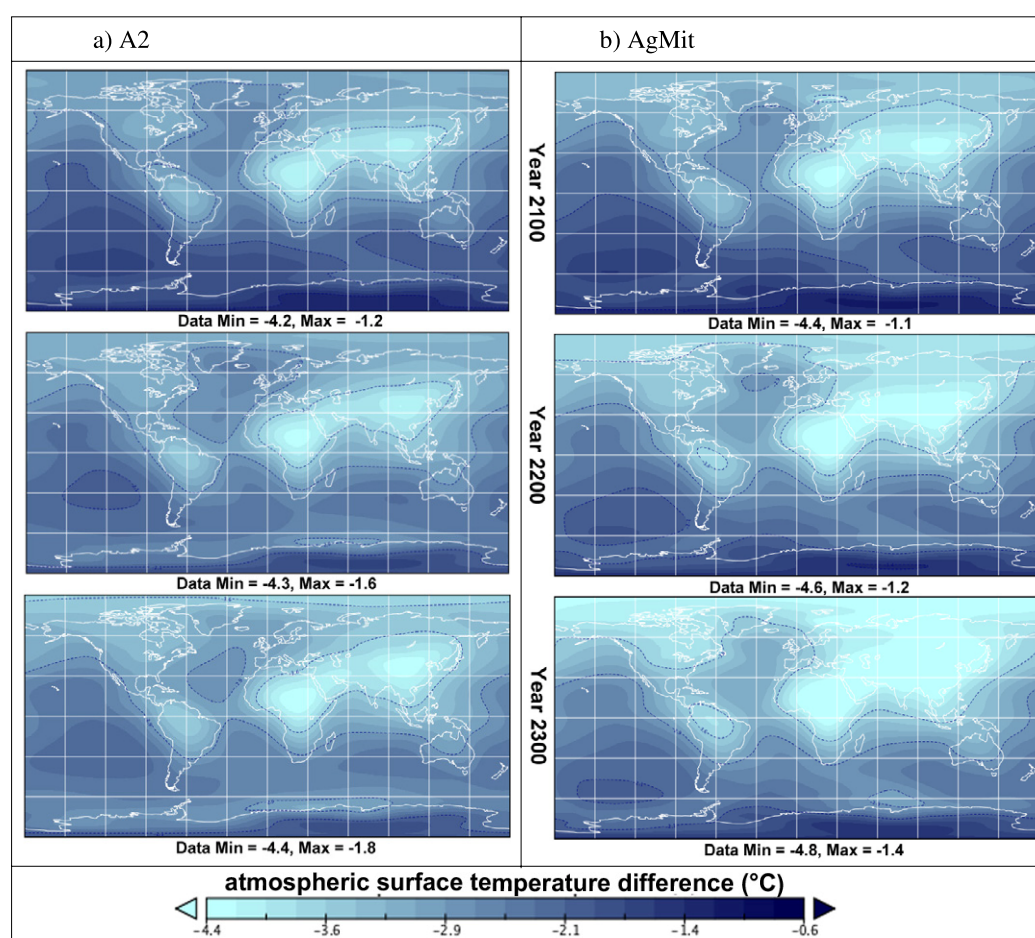 a) A2
b) AgMit
Year 2100
Data Min = -4.2, Max = -1.2
Data Min = -4.4, Max = -1.1
Year 2200
Data Min = -4.3, Max = -1.6
Data Min = -4.6, Max = -1.2
Year 2300
Data Min = -4.4, Max = -1.8
Data Min = -4.8, Max = -1.4
atmospheric surface temperature difference (°C)
-4.4 -3.6 -2.9 -2.1 -1.4 -0.6